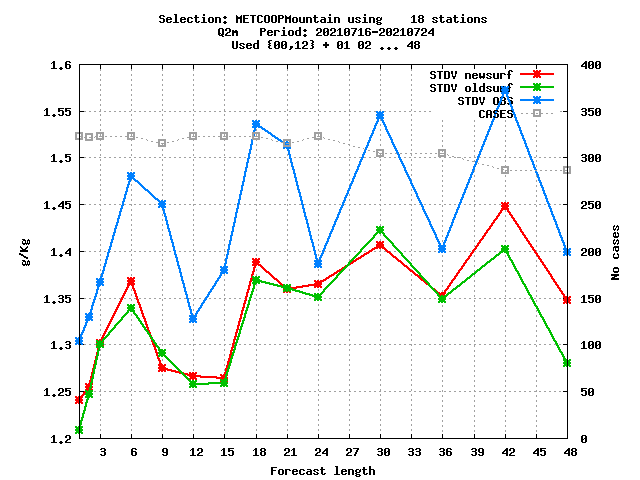 Selection: METCOOPMountain using    18 stations
Q2m   Period: 20210716-20210724
Used {00,12} + 01 02 ... 48
STDV newsurf
STDV oldsurf
STDV OBS
CASES
1.6
1.55
1.5
1.45
1.4
1.35
1.3
1.25
1.2
400
350
300
250
200
150
100
50
0
g/Kg
No cases
3 6 9 12 15 18 21 24 27 30 33 36 39 42 45 48
Forecast length